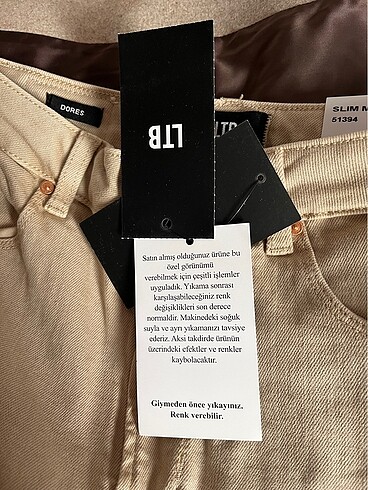 LTB
DORES
LTB
SLIM M
51394
Satın almış olduğunuz ürüne bu
özel görünümü
verebilmek için çeşitli işlemler
uyguladık. Yıkama sonrası
karşılaşabileceğiniz renk
değişiklikleri son derece
normaldir. Makinedeki soğuk
suyla ve ayrı yıkamanızı tavsiye
ederiz. Aksi takdirde ürünün
üzerindeki efektler ve renkler
kaybolacaktır.
Giymeden önce yıkayınız.
Renk verebilir.